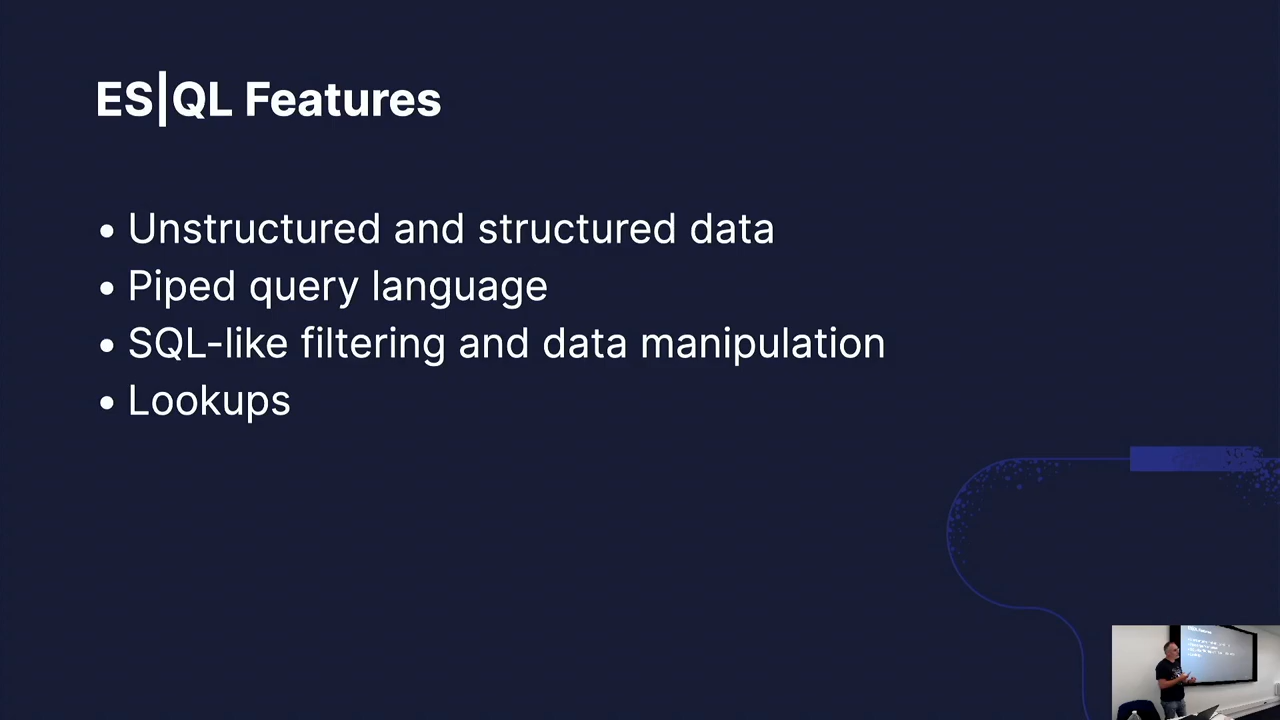 ES|QL Features
• Unstructured and structured data
• Piped query language
• SQL-like filtering and data manipulation
• Lookups